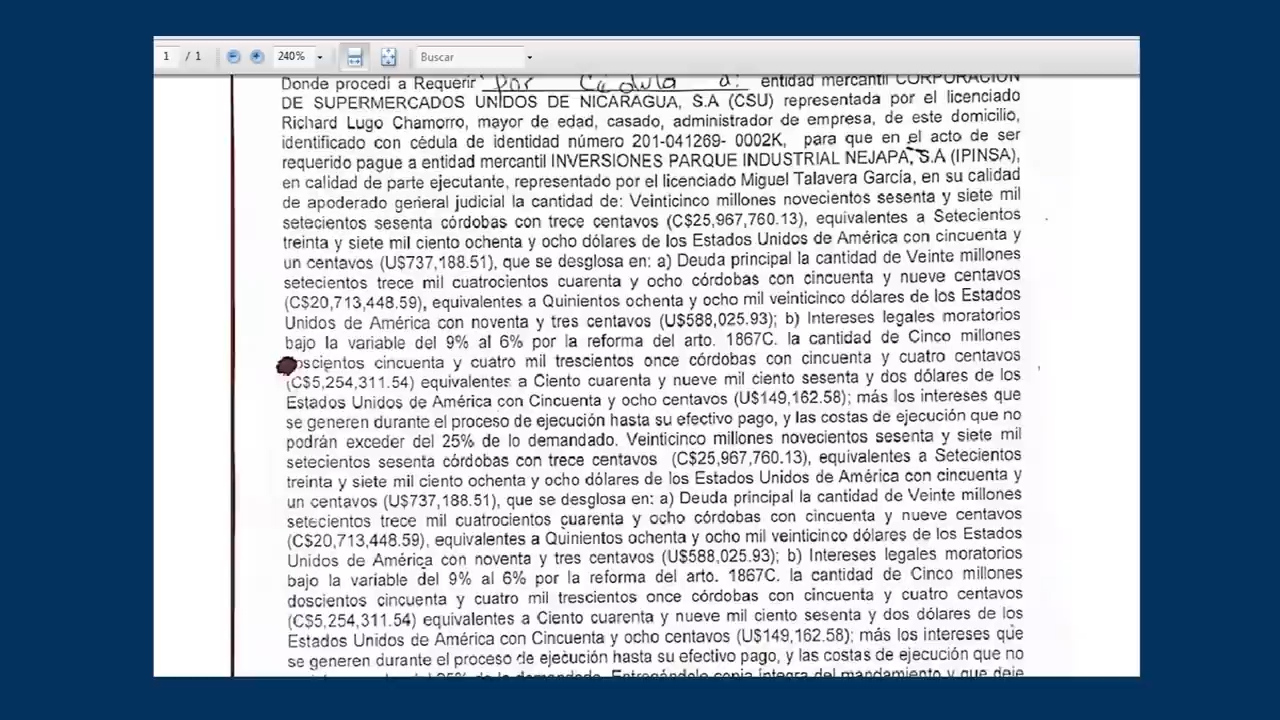 1 / 1 240% Buscar
Donde procedí a Requerir por Cédula a: entidad mercantil CORPORACION
DE SUPERMERCADOS UNIDOS DE NICARAGUA, S.A (CSU) representada por el licenciado
Richard Lugo Chamorro, mayor de edad, casado, administrador de empresa, de este domicilio,
identificado con cédula de identidad número 201-041269- 0002K, para que en el acto de ser
requerido pague a entidad mercantil INVERSIONES PARQUE INDUSTRIAL NEJAPA, S.A (IPINSA),
en calidad de parte ejecutante, representado por el licenciado Miguel Talavera García, en su calidad
de apoderado general judicial la cantidad de: Veinticinco millones novecientos sesenta y siete mil
setecientos sesenta córdobas con trece centavos (C$25,967,760.13), equivalentes a Setecientos
treinta y siete mil ciento ochenta y ocho dólares de los Estados Unidos de América con cincuenta y
un centavos (U$737,188.51), que se desglosa en: a) Deuda principal la cantidad de Veinte millones
setecientos trece mil cuatrocientos cuarenta y ocho córdobas con cincuenta y nueve centavos
(C$20,713,448.59), equivalentes a Quinientos ochenta y ocho mil veinticinco dólares de los Estados
Unidos de América con noventa y tres centavos (U$588,025.93); b) Intereses legales moratorios
bajo la variable del 9% al 6% por la reforma del arto. 1867C. la cantidad de Cinco millones
doscientos cincuenta y cuatro mil trescientos once córdobas con cincuenta y cuatro centavos
(C$5,254,311.54) equivalentes a Ciento cuarenta y nueve mil ciento sesenta y dos dólares de los
Estados Unidos de América con Cincuenta y ocho centavos (U$149,162.58); más los intereses que
se generen durante el proceso de ejecución hasta su efectivo pago, y las costas de ejecución que no
podrán exceder del 25% de lo demandado. Veinticinco millones novecientos sesenta y siete mil
setecientos sesenta córdobas con trece centavos (C$25,967,760.13), equivalentes a Setecientos
treinta y siete mil ciento ochenta y ocho dólares de los Estados Unidos de América con cincuenta y
un centavos (U$737,188.51), que se desglosa en: a) Deuda principal la cantidad de Veinte millones
setecientos trece mil cuatrocientos cuarenta y ocho córdobas con cincuenta y nueve centavos
(C$20,713,448.59), equivalentes a Quinientos ochenta y ocho mil veinticinco dólares de los Estados
Unidos de América con noventa y tres centavos (U$588,025.93); b) Intereses legales moratorios
bajo la variable del 9% al 6% por la reforma del arto. 1867C. la cantidad de Cinco millones
doscientos cincuenta y cuatro mil trescientos once córdobas con cincuenta y cuatro centavos
(C$5,254,311.54) equivalentes a Ciento cuarenta y nueve mil ciento sesenta y dos dólares de los
Estados Unidos de América con Cincuenta y ocho centavos (U$149,162.58); más los intereses que
se generen durante el proceso de ejecución hasta su efectivo pago, y las costas de ejecución que no
25% de lo demandado. Entregándole copia íntegra del mandamiento y que deje